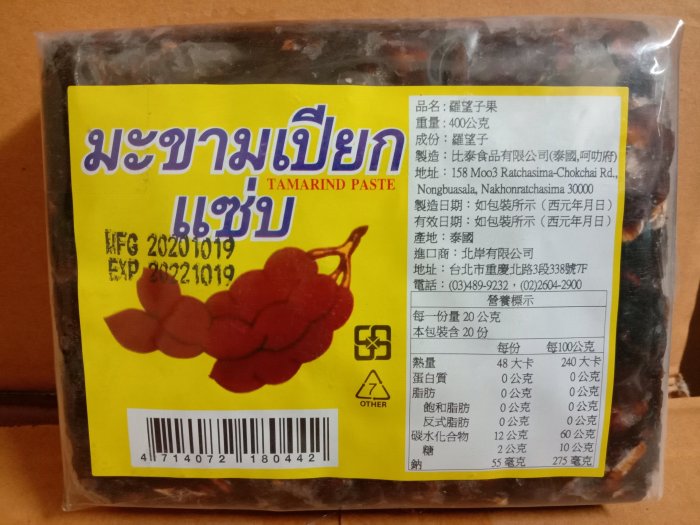 มะขามเปียก
TAMARIND PASTE
แซ่บ
MFG 20201019
EXP 20221019
7
OTHER
4 714072 180442
品名:羅望子果
重量:400公克
成份:羅望子
製造:比泰食品有限公司(泰國,呵叻府)
地址:158 Moo3 Ratchasima-Chokchai Rd.,
Nongbuasala, Nakhonratchasima 30000
製造日期:如包裝所示(西元年月日)
有效日期:如包裝所示(西元年月日)
產地:泰國
進口商:北岸有限公司
地址:台北市重慶北路3段338號7F
電話:(03)489-9232,(02)2604-2900
營養標示
每一份量 20 公克
本包裝含 20 份
每份 每100公克
熱量 48 大卡 240 大卡
蛋白質 0 公克 0 公克
脂肪 0 公克 0 公克
飽和脂肪 0 公克 0 公克
反式脂肪 0 公克 0 公克
碳水化合物 12 公克 60 公克
糖 2 公克 10 公克
鈉 55 毫克 275 毫克